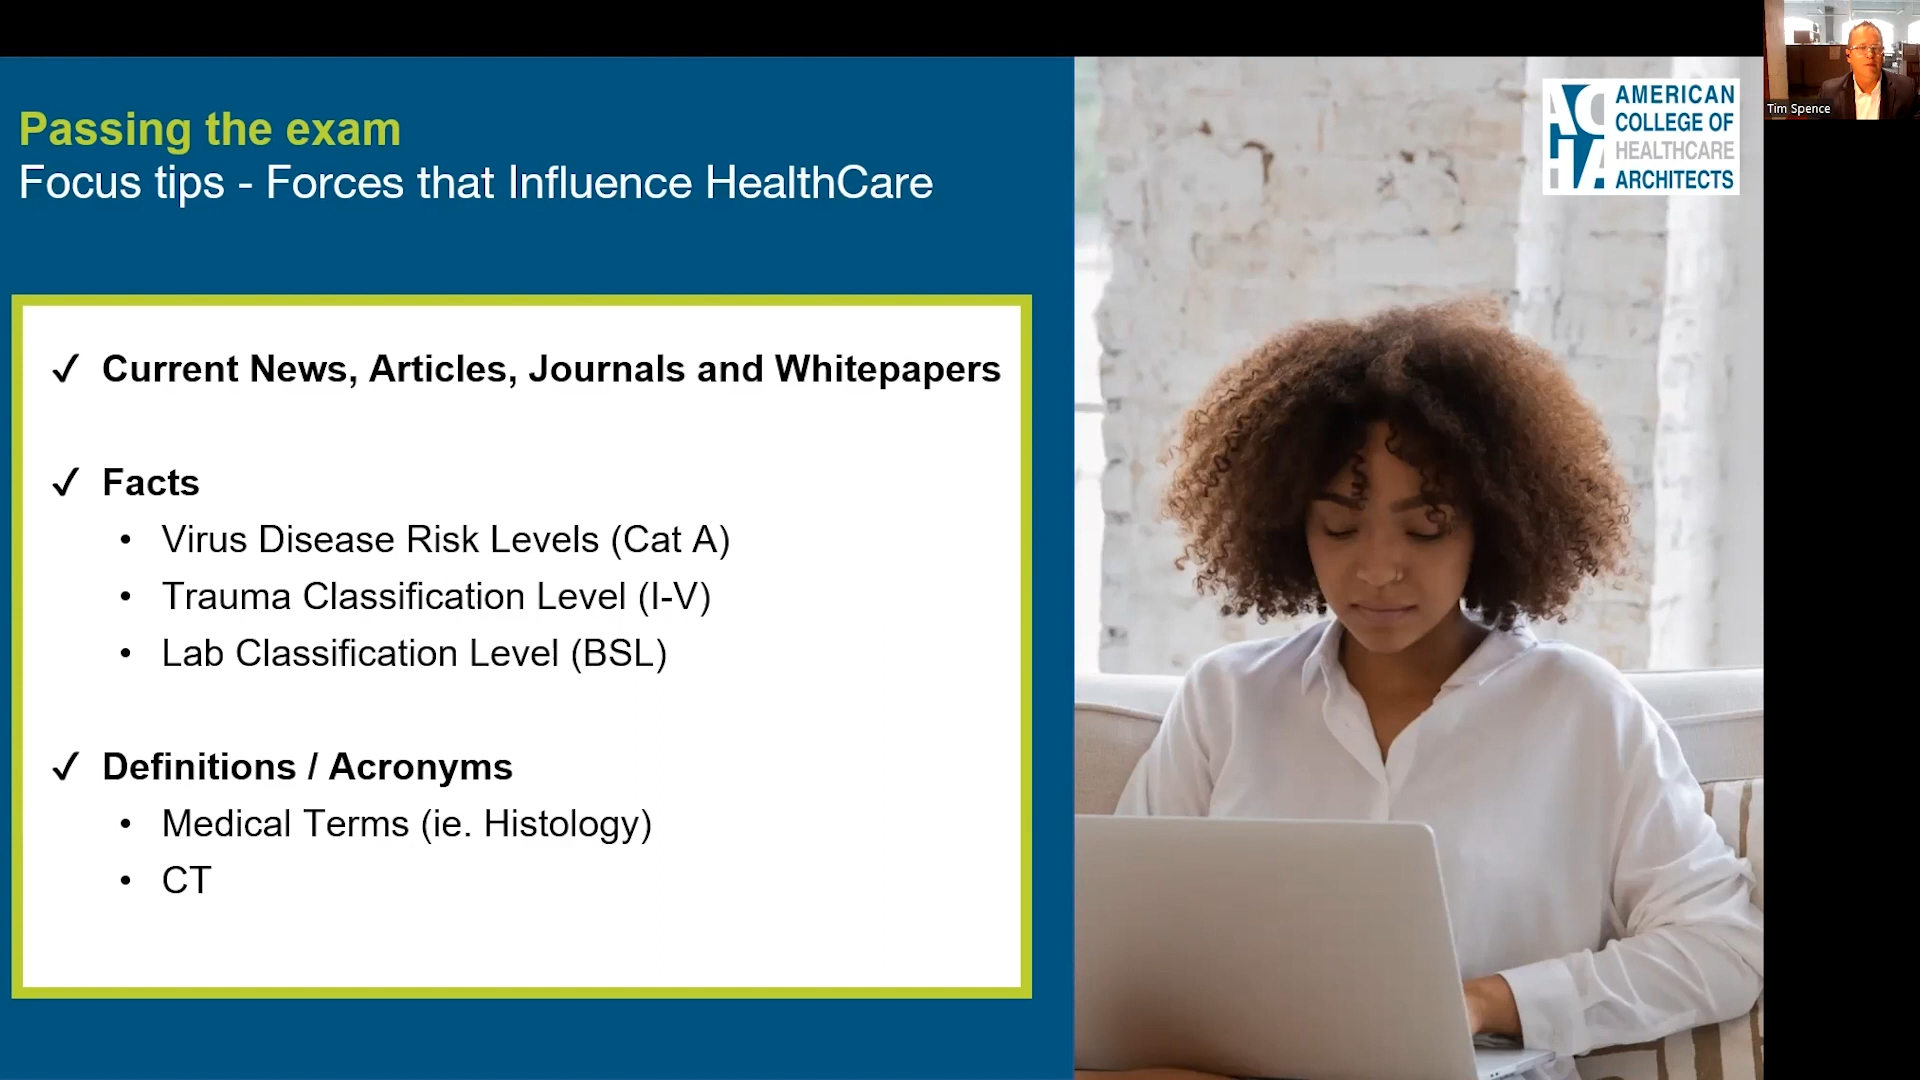 Passing the exam
Focus tips - Forces that Influence HealthCare
✓ Current News, Articles, Journals and Whitepapers
✓ Facts
• Virus Disease Risk Levels (Cat A)
• Trauma Classification Level (I-V)
• Lab Classification Level (BSL)
✓ Definitions / Acronyms
• Medical Terms (ie. Histology)
• CT
ACHA
AMERICAN
COLLEGE OF
HEALTHCARE
ARCHITECTS
Tim Spence